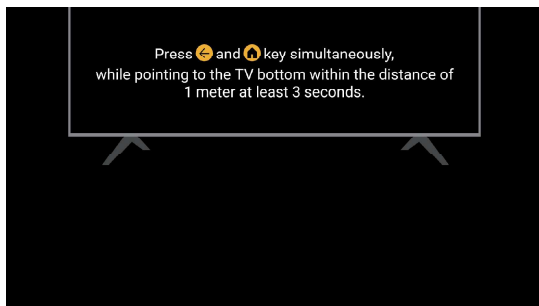 Press and key simultaneously,
while pointing to the TV bottom within the distance of
1 meter at least 3 seconds.